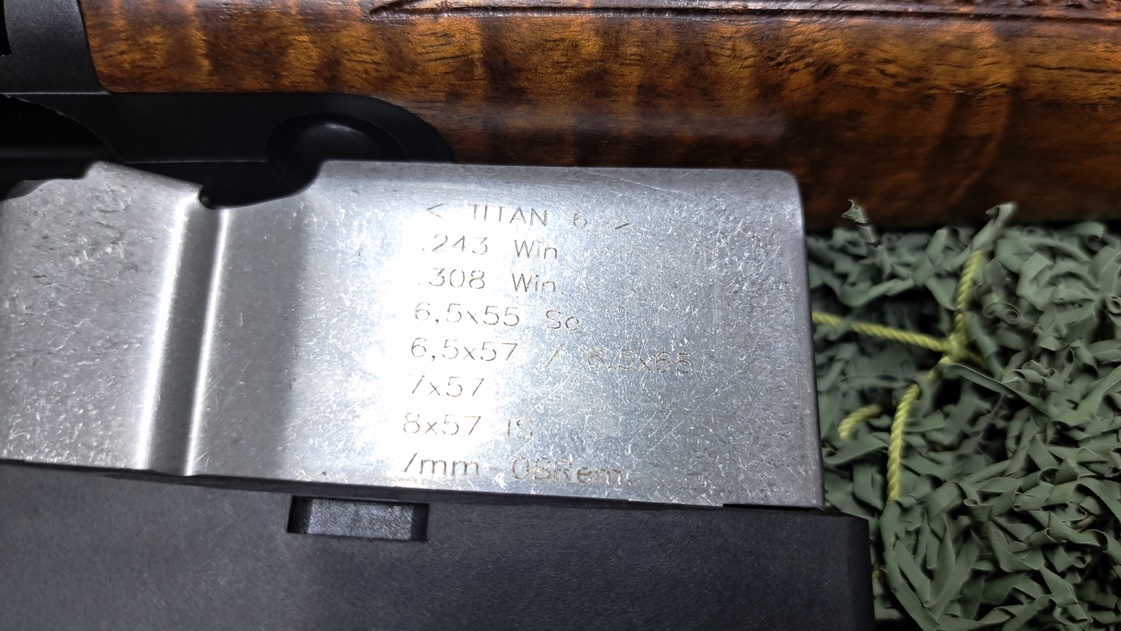 < TITAN 6 >
.243 Win
.308 Win.
6,5x55 Se
6,5x57 / 6,5x65
7x57
8x57 IS
7mm-08Rem.